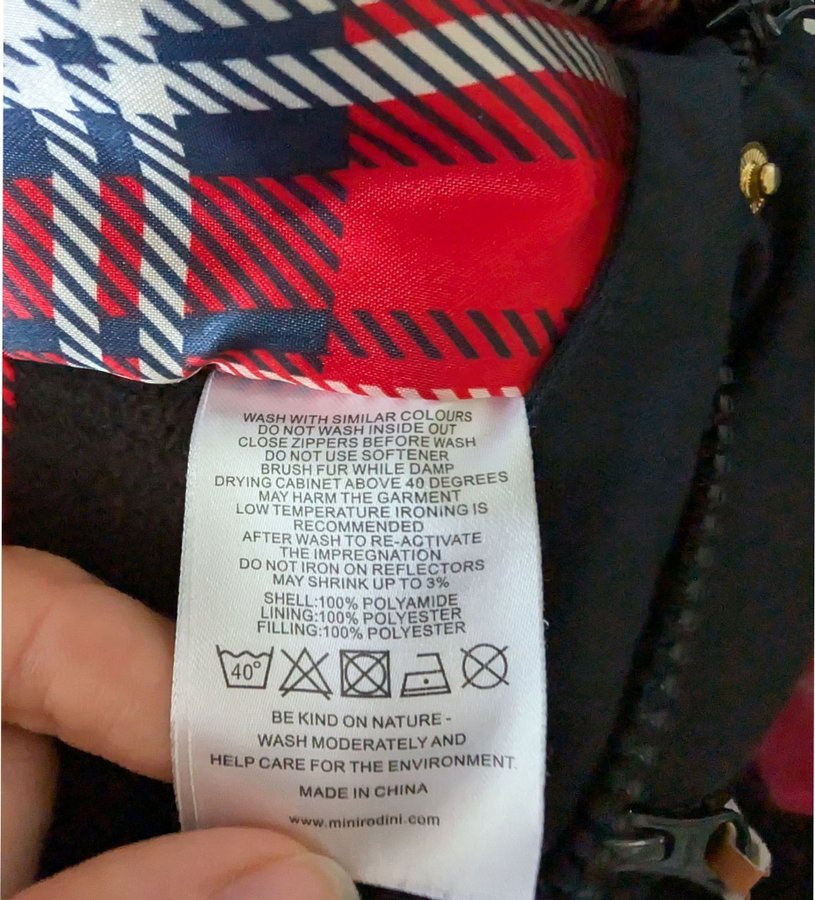 WASH WITH SIMILAR COLOURS
DO NOT WASH INSIDE OUT
CLOSE ZIPPERS BEFORE WASH
DO NOT USE SOFTENER
BRUSH FUR WHILE DAMP
DRYING CABINET ABOVE 40 DEGREES
MAY HARM THE GARMENT
LOW TEMPERATURE IRONING IS
RECOMMENDED
AFTER WASH TO RE-ACTIVATE
THE IMPREGNATION
DO NOT IRON ON REFLECTORS
MAY SHRINK UP TO 3%
SHELL:100% POLYAMIDE
LINING:100% POLYESTER
FILLING:100% POLYESTER
40°
BE KIND ON NATURE -
WASH MODERATELY AND
HELP CARE FOR THE ENVIRONMENT.
MADE IN CHINA
www.minirodini.com